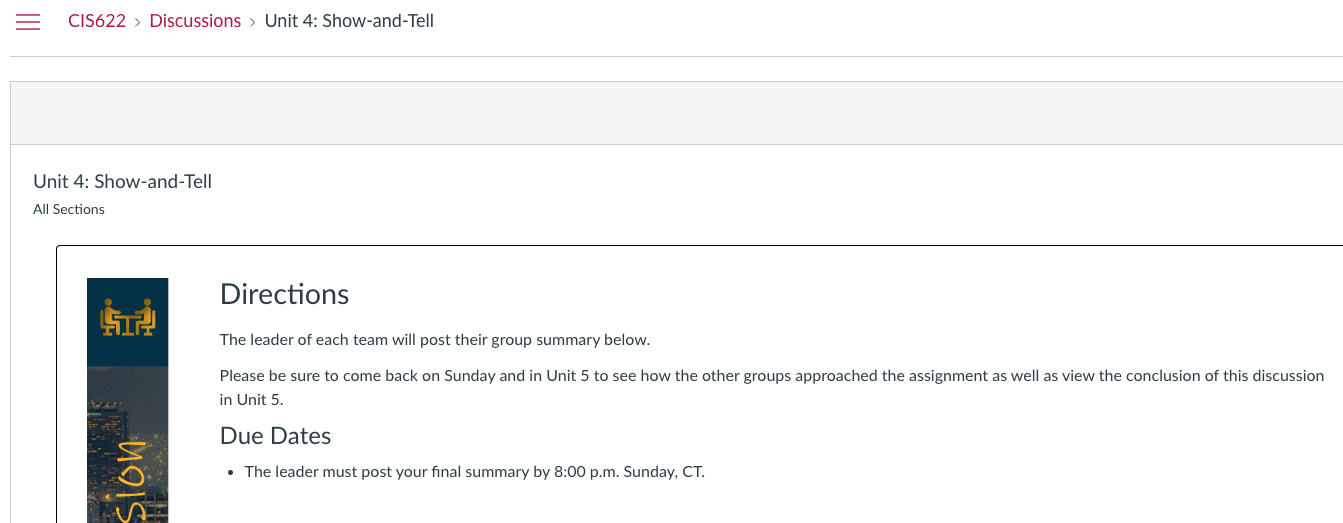 CIS622 › Discussions › Unit 4: Show-and-Tell
Unit 4: Show-and-Tell
All Sections
Directions
The leader of each team will post their group summary below.
Please be sure to come back on Sunday and in Unit 5 to see how the other groups approached the assignment as well as view the conclusion of this discussion
in Unit 5.
Due Dates
• The leader must post your final summary by 8:00 p.m. Sunday, CT.
sion